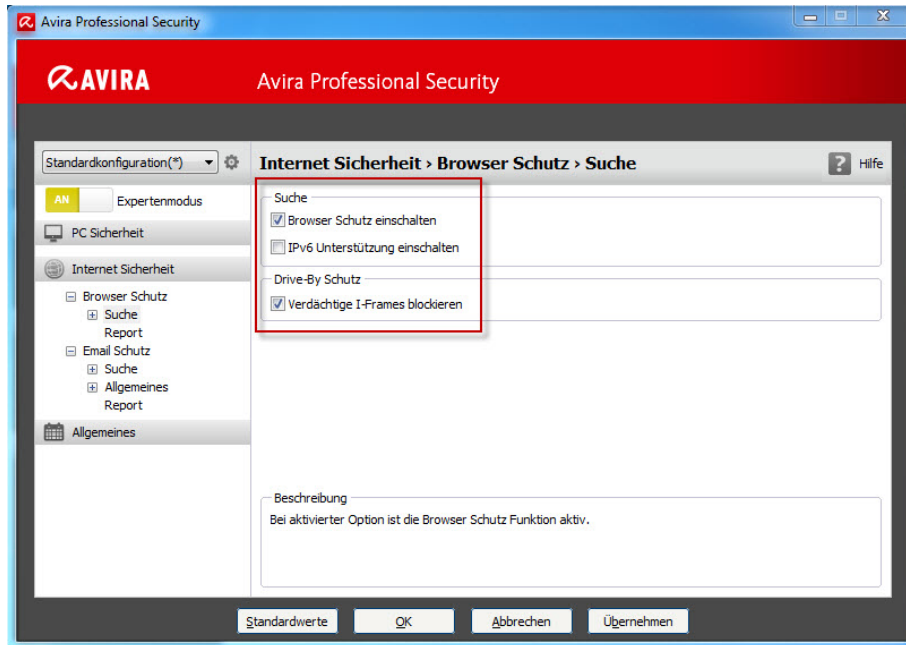 Avira Professional Security
AVIRA
Avira Professional Security
Standardkonfiguration(*)
Internet Sicherheit › Browser Schutz › Suche
Hilfe
AN
Expertenmodus
PC Sicherheit
Internet Sicherheit
Browser Schutz
Suche
Report
Email Schutz
Suche
Allgemeines
Report
Allgemeines
Suche
Browser Schutz einschalten
IPv6 Unterstützung einschalten
Drive-By Schutz
Verdächtige I-Frames blockieren
Beschreibung
Bei aktivierter Option ist die Browser Schutz Funktion aktiv.
Standardwerte
OK
Abbrechen
Übernehmen